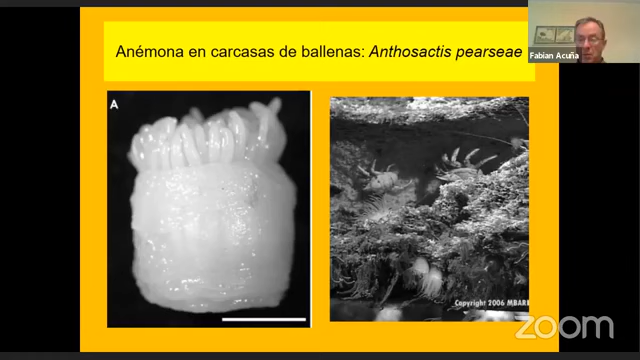 Anémona en carcasas de ballenas: Anthosactis pearseae
Fabian Acuña
A
Copyright 2006 MBARI
zoom